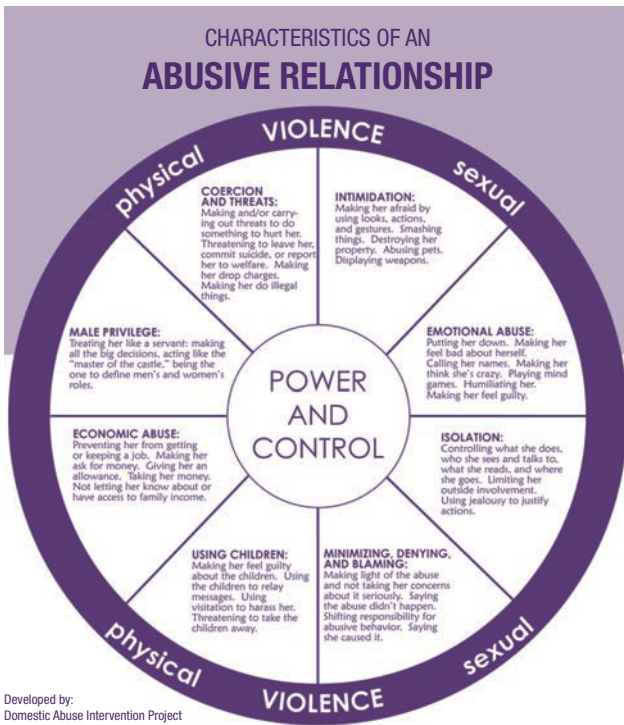 CHARACTERISTICS OF AN
ABUSIVE RELATIONSHIP
physical
VIOLENCE
sexual
COERCION
AND THREATS:
Making and/or carry-
ing out threats to do
something to hurt her.
Threatening to leave her,
commit suicide, or report
her to welfare. Making
her drop charges.
Making her do illegal
things.
INTIMIDATION:
Making her afraid by
using looks, actions,
and gestures. Smashing
things. Destroying her
property. Abusing pets.
Displaying weapons.
MALE PRIVILEGE:
Treating her like a servant: making
all the big decisions, acting like the
"master of the castle," being the
one to define men's and women's
roles.
EMOTIONAL ABUSE:
Putting her down. Making her
feel bad about herself.
Calling her names. Making her
think she's crazy. Playing mind
games. Humiliating her.
Making her feel guilty.
POWER
AND
CONTROL
ECONOMIC ABUSE:
Preventing her from getting
or keeping a job. Making her
ask for money. Giving her an
allowance. Taking her money.
Not letting her know about or
have access to family income.
ISOLATION:
Controlling what she does,
who she sees and talks to,
what she reads, and where
she goes. Limiting her
outside involvement.
Using jealousy to justify
actions.
USING CHILDREN:
Making her feel guilty
about the children. Using
the children to relay
messages. Using
visitation to harass her.
Threatening to take the
children away.
MINIMIZING, DENYING,
AND BLAMING:
Making light of the abuse
and not taking her concerns
about it seriously. Saying
the abuse didn't happen.
Shifting responsibility for
abusive behavior. Saying
she caused it.
physical
VIOLENCE
sexual
Developed by:
Domestic Abuse Intervention Project